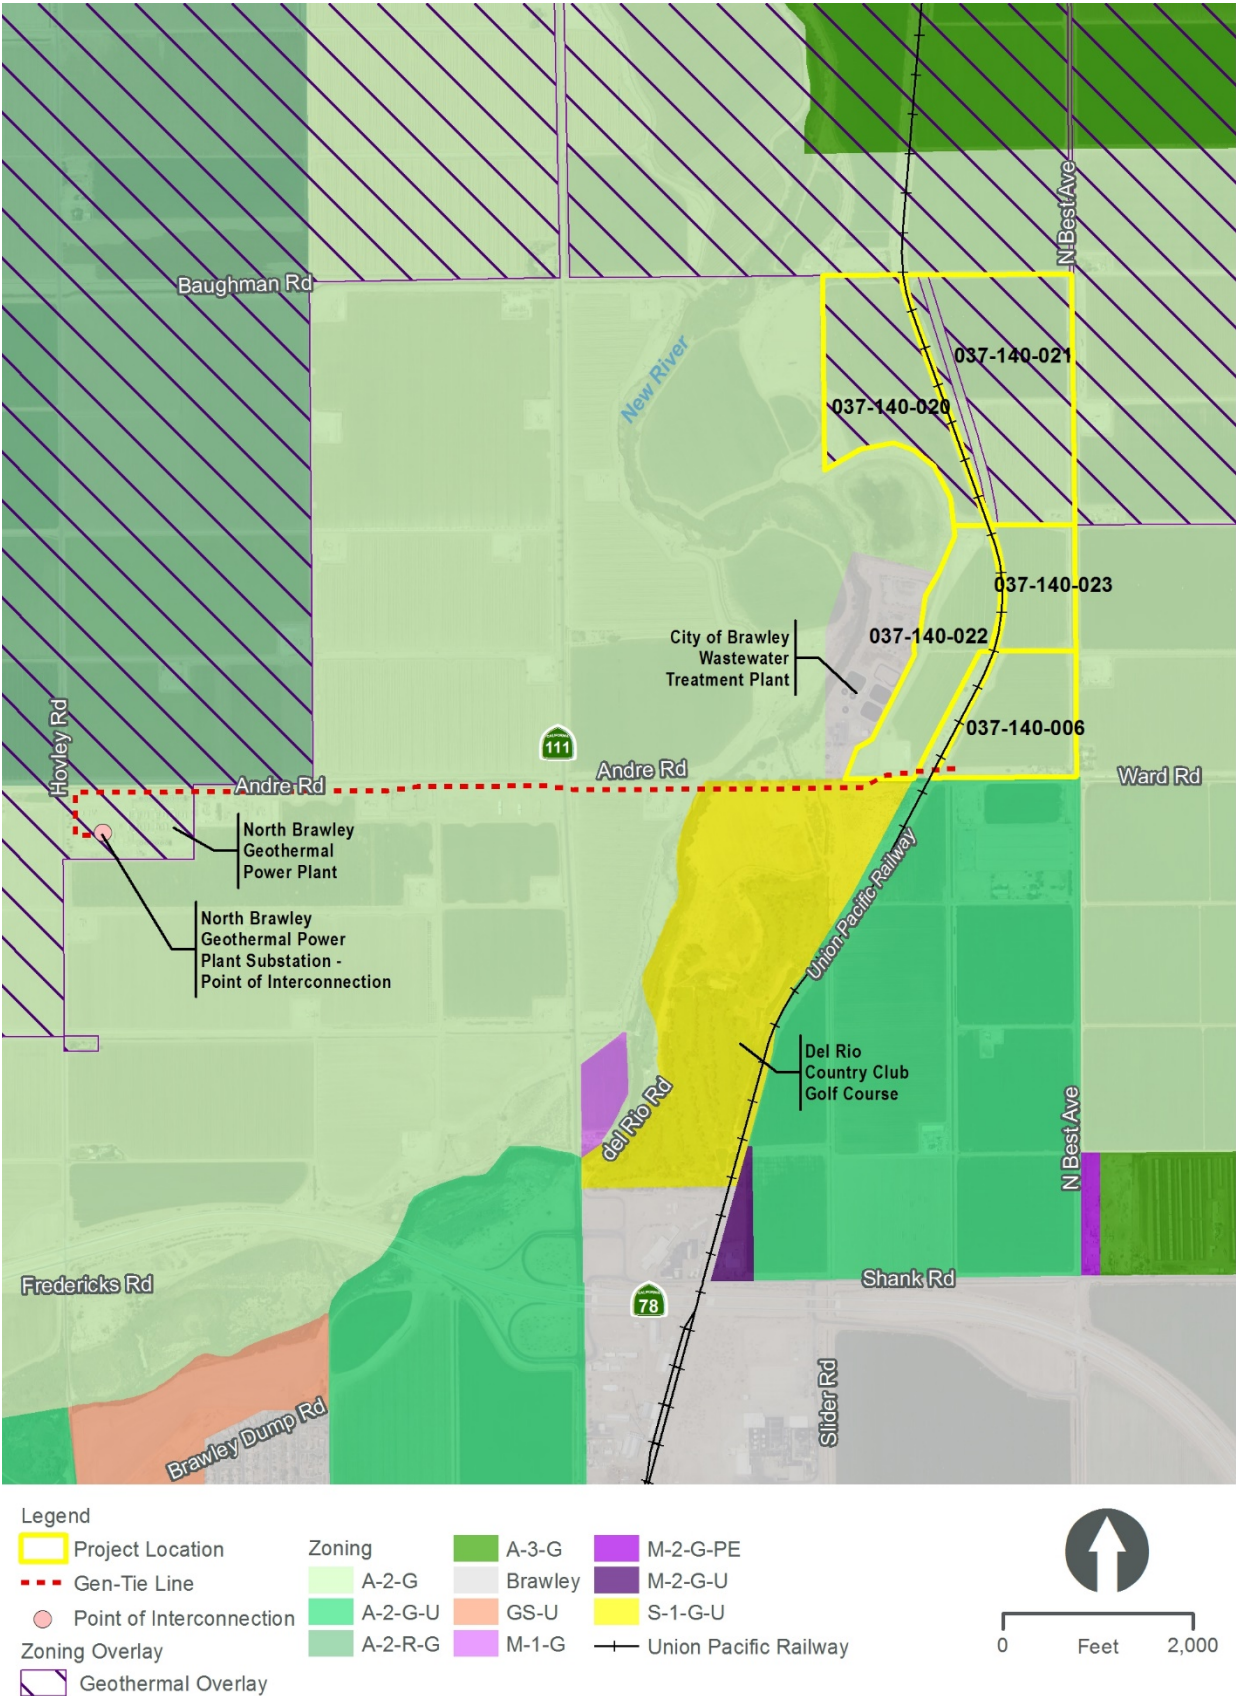 N Best Ave
Baughman Rd
New River
037-140-021
037-140-020
037-140-023
037-140-022
City of Brawley
Wastewater
Treatment Plant
037-140-006
Hovley Rd
CALIFORNIA
111
Andre Rd
Andre Rd
Ward Rd
North Brawley
Geothermal
Power Plant
North Brawley
Geothermal Power
Plant Substation -
Point of Interconnection
Union Pacific Railway
Del Rio
Country Club
Golf Course
del Rio Rd
N Best Ave
Fredericks Rd
Shank Rd
CALIFORNIA
78
Slider Rd
Brawley Dump Rd
Legend
Project Location
Gen-Tie Line
Point of Interconnection
Zoning Overlay
Geothermal Overlay
Zoning
A-2-G
A-2-G-U
A-2-R-G
A-3-G
Brawley
GS-U
M-1-G
M-2-G-PE
M-2-G-U
S-1-G-U
Union Pacific Railway
0 Feet 2,000